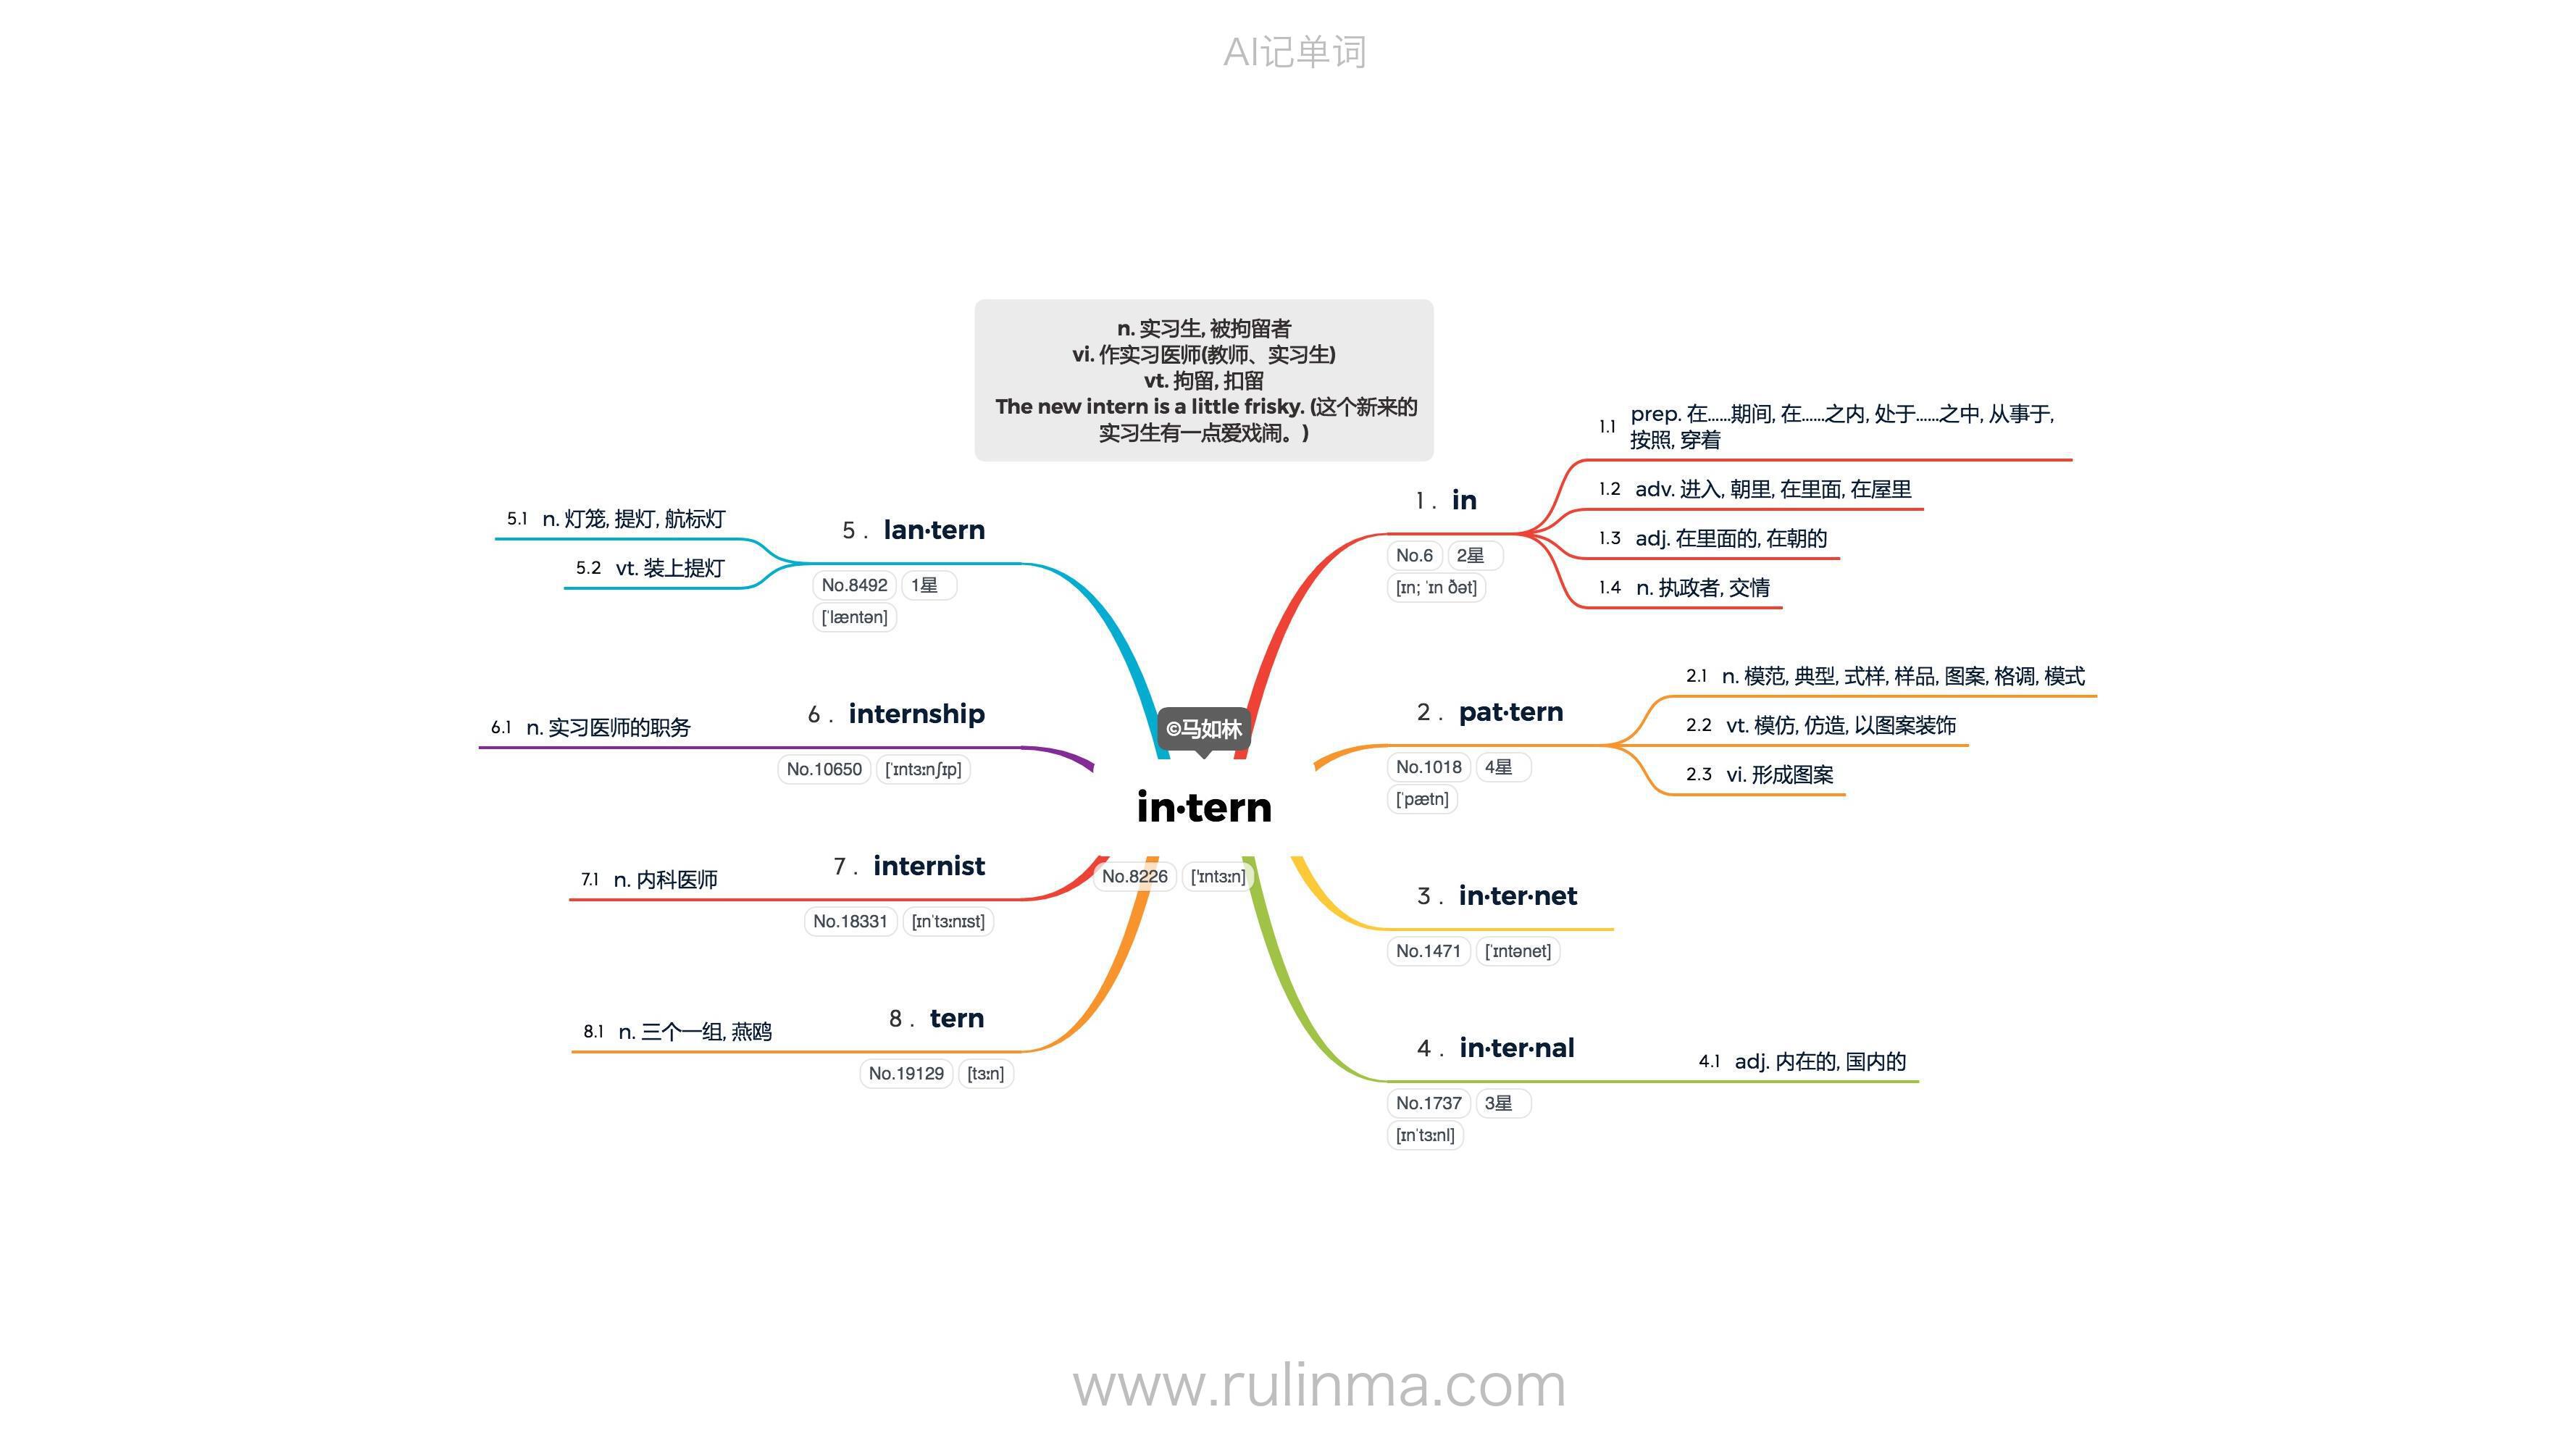 AI记单词
n. 实习生, 被拘留者
vi. 作实习医师(教师、实习生)
vt. 拘留, 扣留
The new intern is a little frisky. (这个新来的
实习生有一点爱戏闹。)
©马如林
in·tern
No.8226 ['ɪntɜːn]
1. in
No.6 2星
[ɪn; ˈɪn ðət]
1.1 prep. 在……期间, 在……之内, 处于……之中, 从事于,
按照, 穿着
1.2 adv. 进入, 朝里, 在里面, 在屋里
1.3 adj. 在里面的, 在朝的
1.4 n. 执政者, 交情
2. pat·tern
No.1018 4星
[ˈpætn]
2.1 n. 模范, 典型, 式样, 样品, 图案, 格调, 模式
2.2 vt. 模仿, 仿造, 以图案装饰
2.3 vi. 形成图案
3. in·ter·net
No.1471 [ˈɪntənet]
4. in·ter·nal
No.1737 3星
[ɪnˈtɜːnl]
4.1 adj. 内在的, 国内的
5. lan·tern
No.8492 1星
[ˈlæntən]
5.1 n. 灯笼, 提灯, 航标灯
5.2 vt. 装上提灯
6. internship
No.10650 [ˈɪntɜːnʃɪp]
6.1 n. 实习医师的职务
7. internist
No.18331 [ɪnˈtɜːnɪst]
7.1 n. 内科医师
8. tern
No.19129 [tɜːn]
8.1 n. 三个一组, 燕鸥
www.rulinma.com